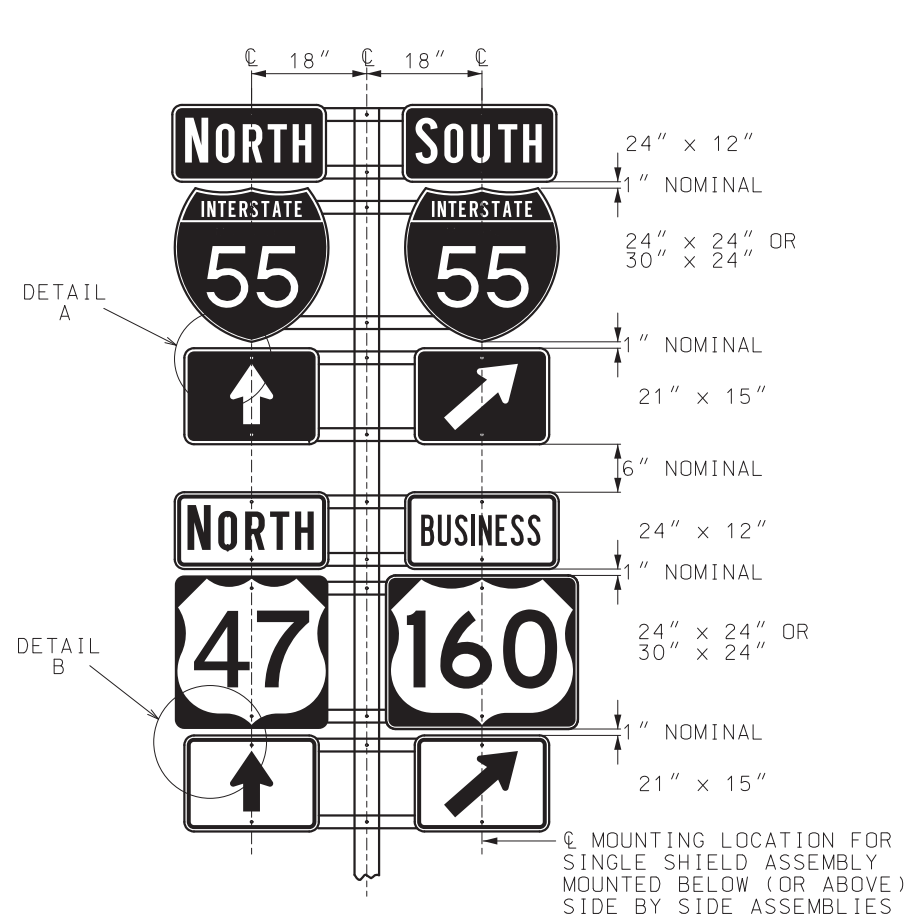 ℄ 18" ℄ 18" ℄
NORTH SOUTH
24" x 12"
1" NOMINAL
INTERSTATE INTERSTATE
55 55
24" x 24" OR
30" x 24"
DETAIL
A
1" NOMINAL
21" x 15"
6" NOMINAL
NORTH BUSINESS
24" x 12"
1" NOMINAL
47 160
24" x 24" OR
30" x 24"
DETAIL
B
1" NOMINAL
21" x 15"
℄ MOUNTING LOCATION FOR
SINGLE SHIELD ASSEMBLY
MOUNTED BELOW (OR ABOVE)
SIDE BY SIDE ASSEMBLIES